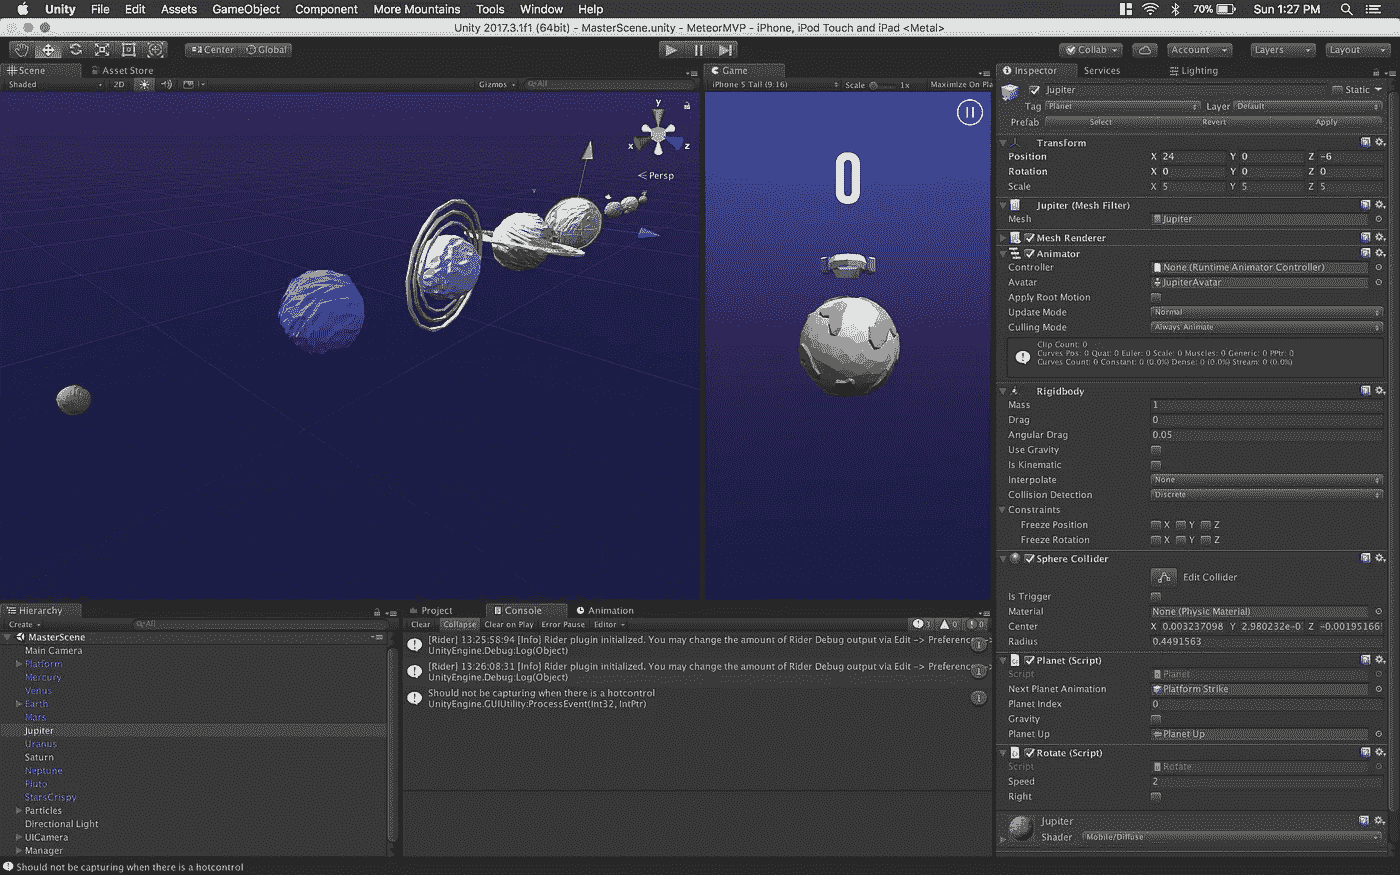 Unity File Edit Assets GameObject Component More Mountains Tools Window Help 70% Sun 1:27 PM
Unity 2017.3.1f1 (64bit) - MasterScene.unity - MeteorMVP - iPhone, iPod Touch and iPad <Metal>
Center Global Collab Account Layers Layout
Scene Asset Store
Shaded 2D Gizmos All
y
x z
Persp
Game
iPhone 5 Tall (9:16) Scale 1x Maximize On Pla
0
Hierarchy
Create All
MasterScene
Main Camera
Platform
Mercury
Venus
Earth
Mars
Jupiter
Uranus
Saturn
Neptune
Pluto
StarsCrispy
Particles
Directional Light
UICamera
Manager
Project Console Animation
Clear Collapse Clear on Play Error Pause Editor 3 0 0
[Rider] 13:25:58:94 [Info] Rider plugin initialized. You may change the amount of Rider Debug output via Edit -> Preference
UnityEngine.Debug:Log(Object)
[Rider] 13:26:08:31 [Info] Rider plugin initialized. You may change the amount of Rider Debug output via Edit -> Preference
UnityEngine.Debug:Log(Object)
Should not be capturing when there is a hotcontrol
UnityEngine.GUIUtility:ProcessEvent(Int32, IntPtr)
Inspector Services Lighting
Jupiter Static
Tag Planet Layer Default
Prefab Select Revert Apply
Transform
Position X 24 Y 0 Z -6
Rotation X 0 Y 0 Z 0
Scale X 5 Y 5 Z 5
Jupiter (Mesh Filter)
Mesh Jupiter
Mesh Renderer
Animator
Controller None (Runtime Animator Controller)
Avatar JupiterAvatar
Apply Root Motion
Update Mode Normal
Culling Mode Always Animate
Clip Count: 0
Curves Pos: 0 Quat: 0 Euler: 0 Scale: 0 Muscles: 0 Generic: 0 PPtr: 0
Curves Count: 0 Constant: 0 (0.0%) Dense: 0 (0.0%) Stream: 0 (0.0%)
Rigidbody
Mass 1
Drag 0
Angular Drag 0.05
Use Gravity
Is Kinematic
Interpolate None
Collision Detection Discrete
Constraints
Freeze Position X Y Z
Freeze Rotation X Y Z
Sphere Collider
Edit Collider
Is Trigger
Material None (Physic Material)
Center X 0.003237098 Y 2.980232e-0 Z -0.00195166
Radius 0.4491563
Planet (Script)
Script Planet
Next Planet Animation Platform Strike
Planet Index 0
Gravity
Planet Up Planet Up
Rotate (Script)
Script Rotate
Speed 2
Right
Jupiter
Shader Mobile/Diffuse
Should not be capturing when there is a hotcontrol